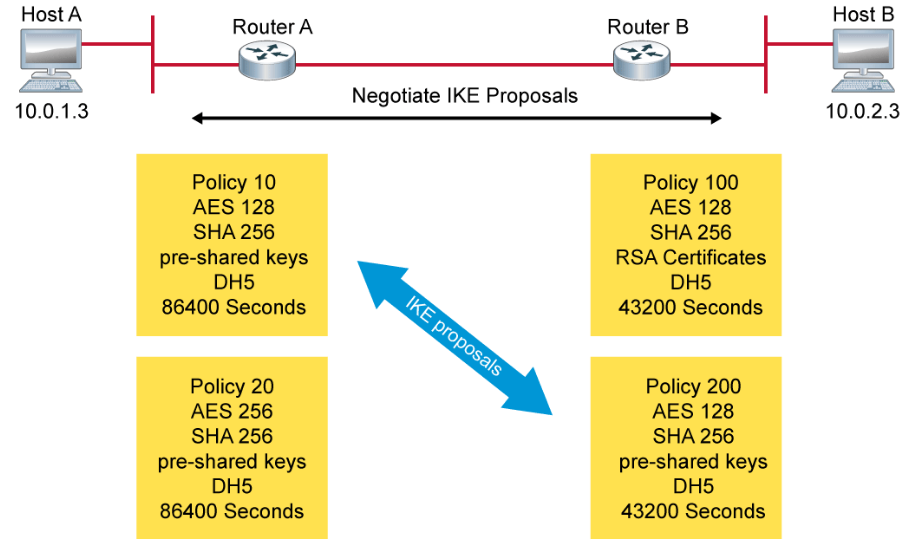 Host A
Router A
Router B
Host B
10.0.1.3
Negotiate IKE Proposals
10.0.2.3
Policy 10
AES 128
SHA 256
pre-shared keys
DH5
86400 Seconds
Policy 100
AES 128
SHA 256
RSA Certificates
DH5
43200 Seconds
IKE proposals
Policy 20
AES 256
SHA 256
pre-shared keys
DH5
86400 Seconds
Policy 200
AES 128
SHA 256
pre-shared keys
DH5
43200 Seconds